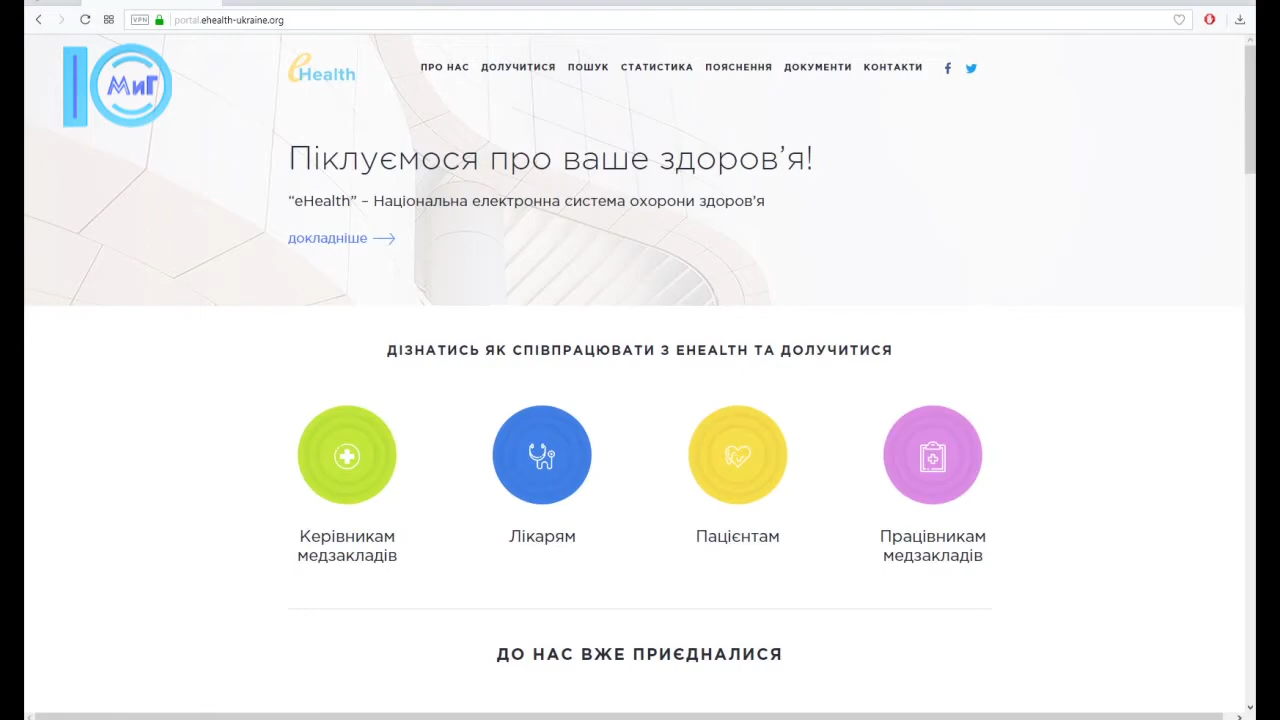 VPN portal.ehealth-ukraine.org
МиГ
eHealth
ПРО НАС ДОЛУЧИТИСЯ ПОШУК СТАТИСТИКА ПОЯСНЕННЯ ДОКУМЕНТИ КОНТАКТИ
Піклуємося про ваше здоров’я!
“eHealth” – Національна електронна система охорони здоров’я
докладніше
ДІЗНАТИСЬ ЯК СПІВПРАЦЮВАТИ З EHEALTH ТА ДОЛУЧИТИСЯ
Керівникам
медзакладів
Лікарям
Пацієнтам
Працівникам
медзакладів
ДО НАС ВЖЕ ПРИЄДНАЛИСЯ